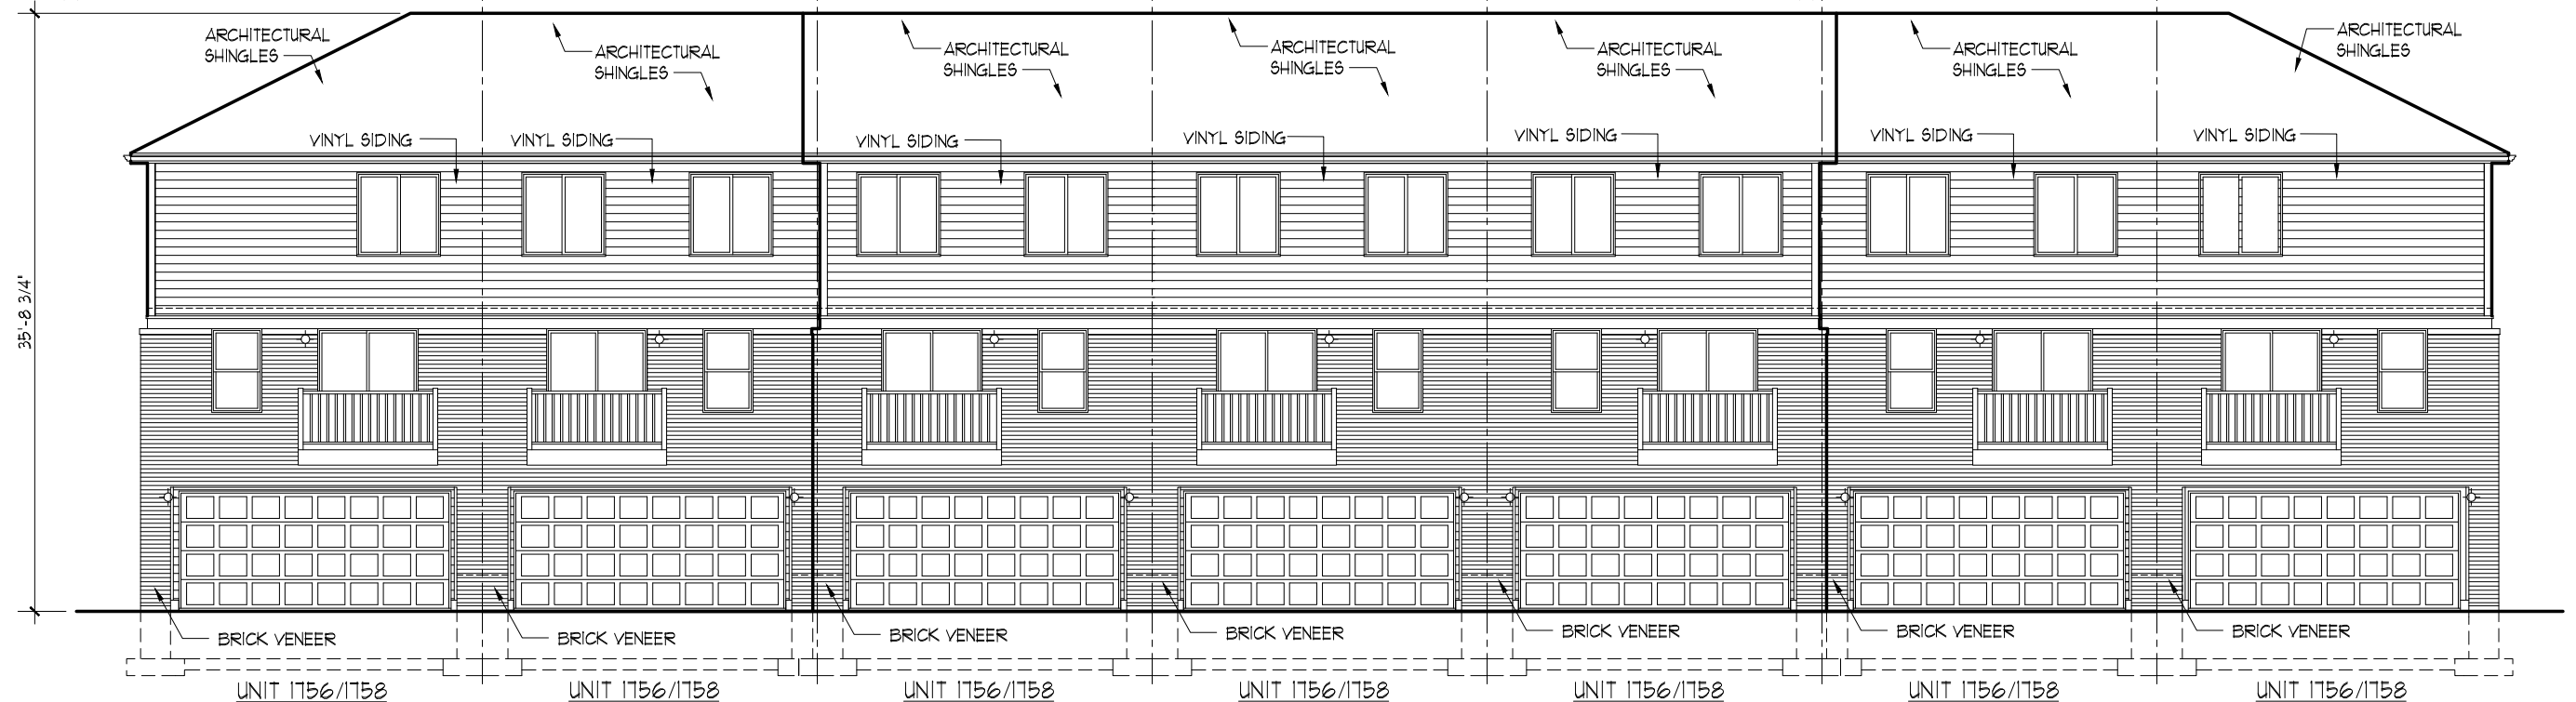 ARCHITECTURAL
SHINGLES
ARCHITECTURAL
SHINGLES
ARCHITECTURAL
SHINGLES
ARCHITECTURAL
SHINGLES
ARCHITECTURAL
SHINGLES
ARCHITECTURAL
SHINGLES
ARCHITECTURAL
SHINGLES
VINYL SIDING
VINYL SIDING
VINYL SIDING
VINYL SIDING
VINYL SIDING
VINYL SIDING
VINYL SIDING
35'-8 3/4"
BRICK VENEER
BRICK VENEER
BRICK VENEER
BRICK VENEER
BRICK VENEER
BRICK VENEER
BRICK VENEER
UNIT 1756/1758
UNIT 1756/1758
UNIT 1756/1758
UNIT 1756/1758
UNIT 1756/1758
UNIT 1756/1758
UNIT 1756/1758